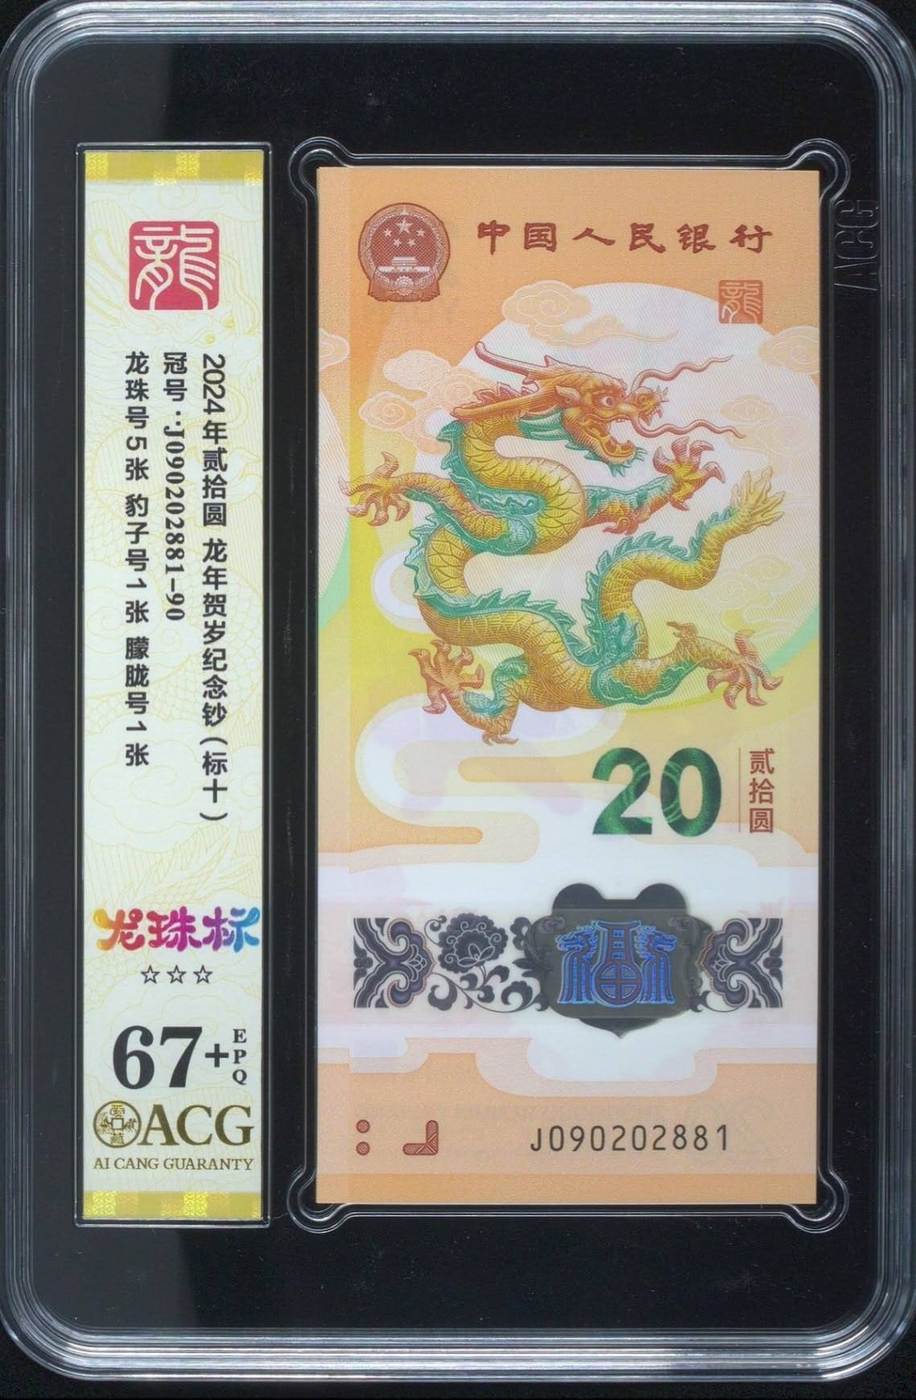 龍
2024年贰拾圆 龙年贺岁纪念钞（标十）
冠号:J090202881-90
龙珠号5张 豹子号1张 朦胧号1张
龙珠标
☆☆☆
67+EPQ
ACG
AI CANG GUARANTY
中国人民银行
龍
20
贰拾圆
福
J090202881
ACG